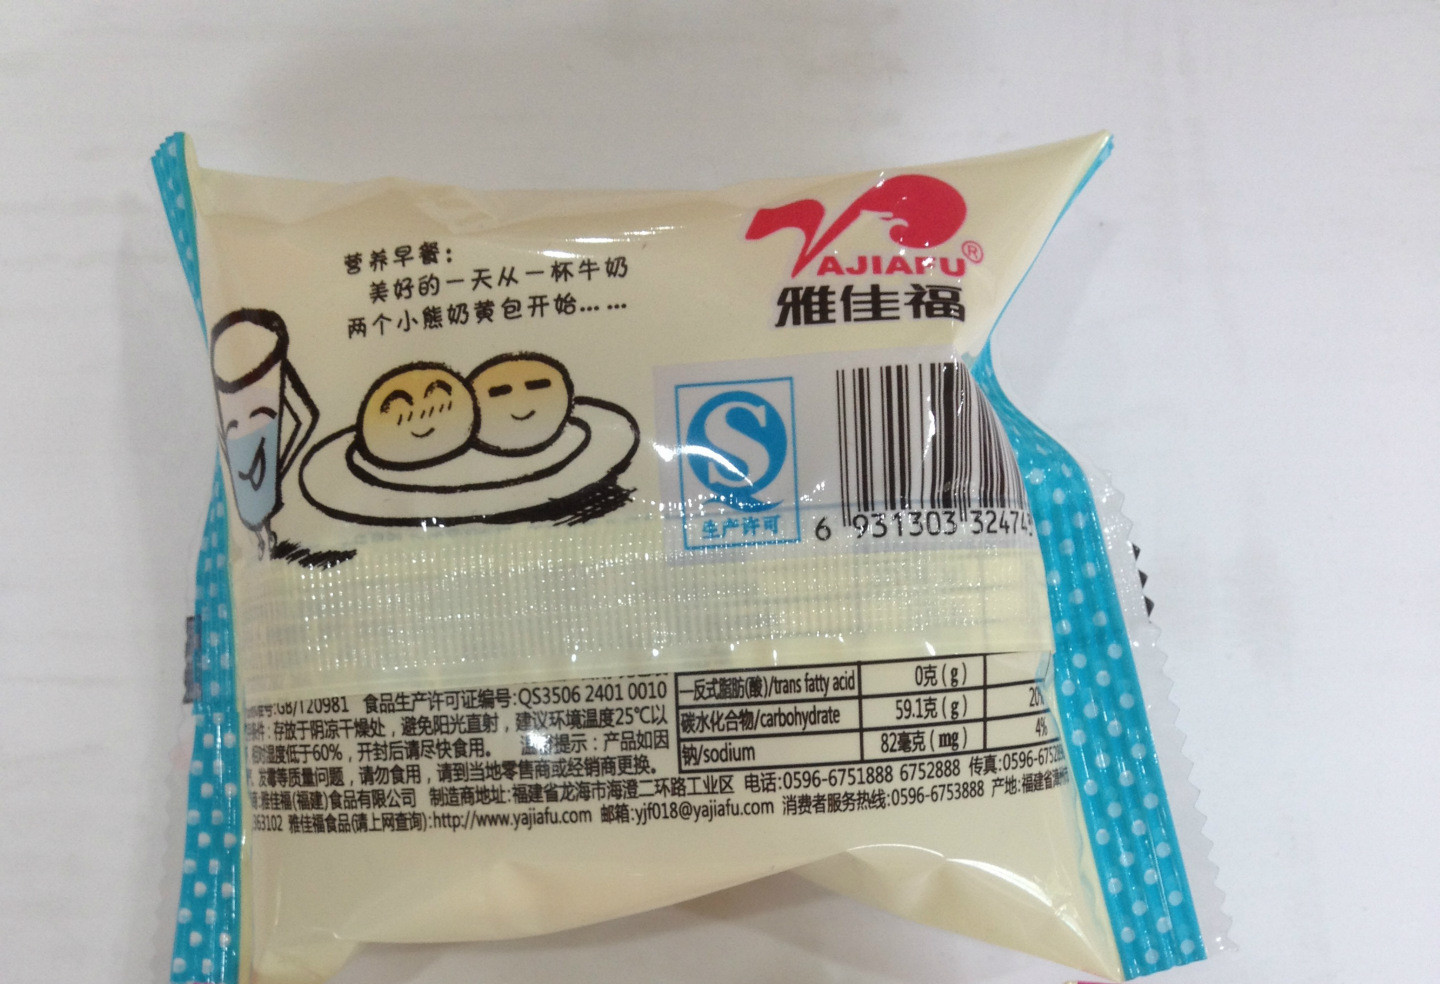 营养早餐：
美好的一天从一杯牛奶
两个小熊奶黄包开始……
YAJIAFU®
雅佳福
QS
生产许可
6 931303 32474
一反式脂肪(酸)/trans fatty acid 0克(g)
碳水化合物/carbohydrate 59.1克(g) 20%
钠/sodium 82毫克(mg) 4%
号:GB/T20981 食品生产许可证编号:QS3506 2401 0010
件：存放于阴凉干燥处，避免阳光直射，建议环境温度25℃以
湿度低于60%，开封后请尽快食用。 温馨提示：产品如因
发霉等质量问题，请勿食用，请到当地零售商或经销商更换。
雅佳福(福建)食品有限公司 制造商地址:福建省龙海市海澄二环路工业区 电话:0596-6751888 6752888 传真:0596-6752
363102 雅佳福食品(请上网查询):http://www.yajiafu.com 邮箱:yjf018@yajiafu.com 消费者服务热线:0596-6753888 产地:福建省漳州